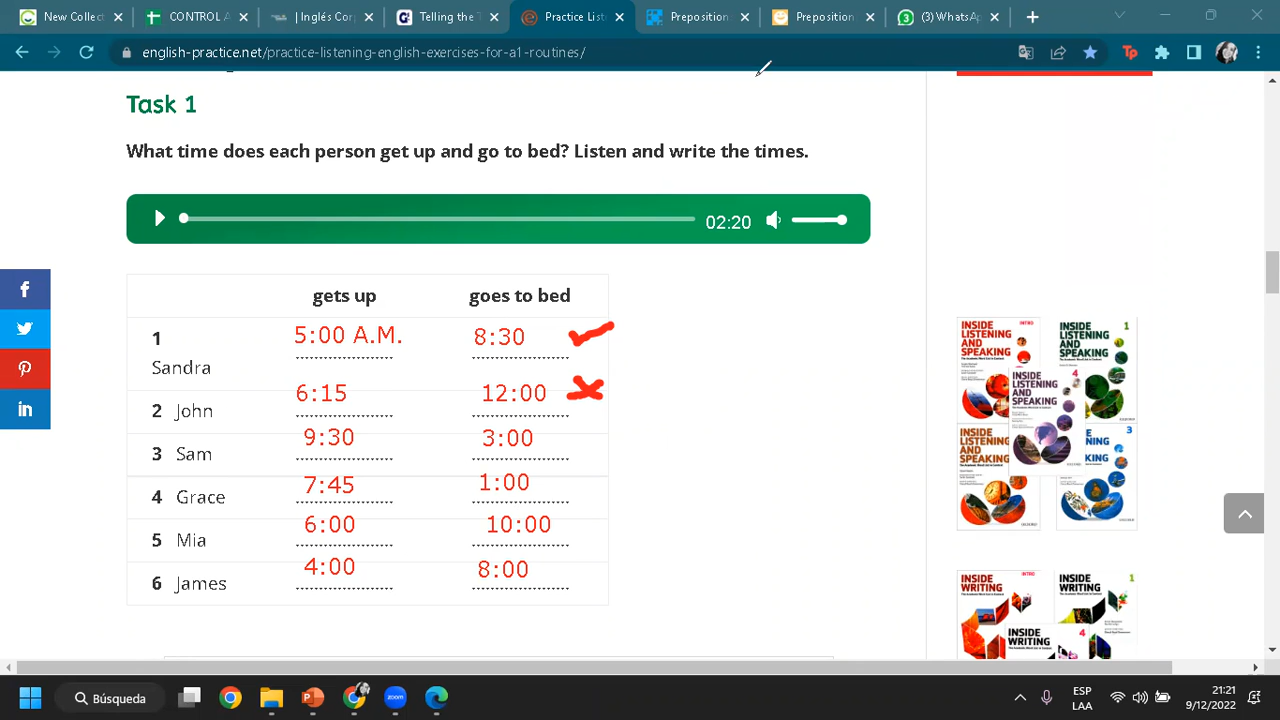 New Lect
CONTROL A
Inglés Corp
Telling the T
Practice List
Preposition
Preposition
(3) WhatsA
english-practice.net/practice-listening-english-exercises-for-a1-routines/
Task 1
What time does each person get up and go to bed? Listen and write the times.
02:20
gets up goes to bed
1 Sandra 5:00 A.M. 8:30
2 John 6:15 12:00
3 Sam 9:30 3:00
4 Grace 7:45 1:00
5 Mia 6:00 10:00
6 James 4:00 8:00
INSIDE LISTENING AND SPEAKING INTRO
INSIDE LISTENING AND SPEAKING 1
INSIDE LISTENING AND SPEAKING 4
INSIDE LISTENING AND SPEAKING
3
INSIDE WRITING INTRO
INSIDE WRITING 1
INSIDE WRITING 4
Búsqueda
zoom
ESP
LAA
21:21
9/12/2022